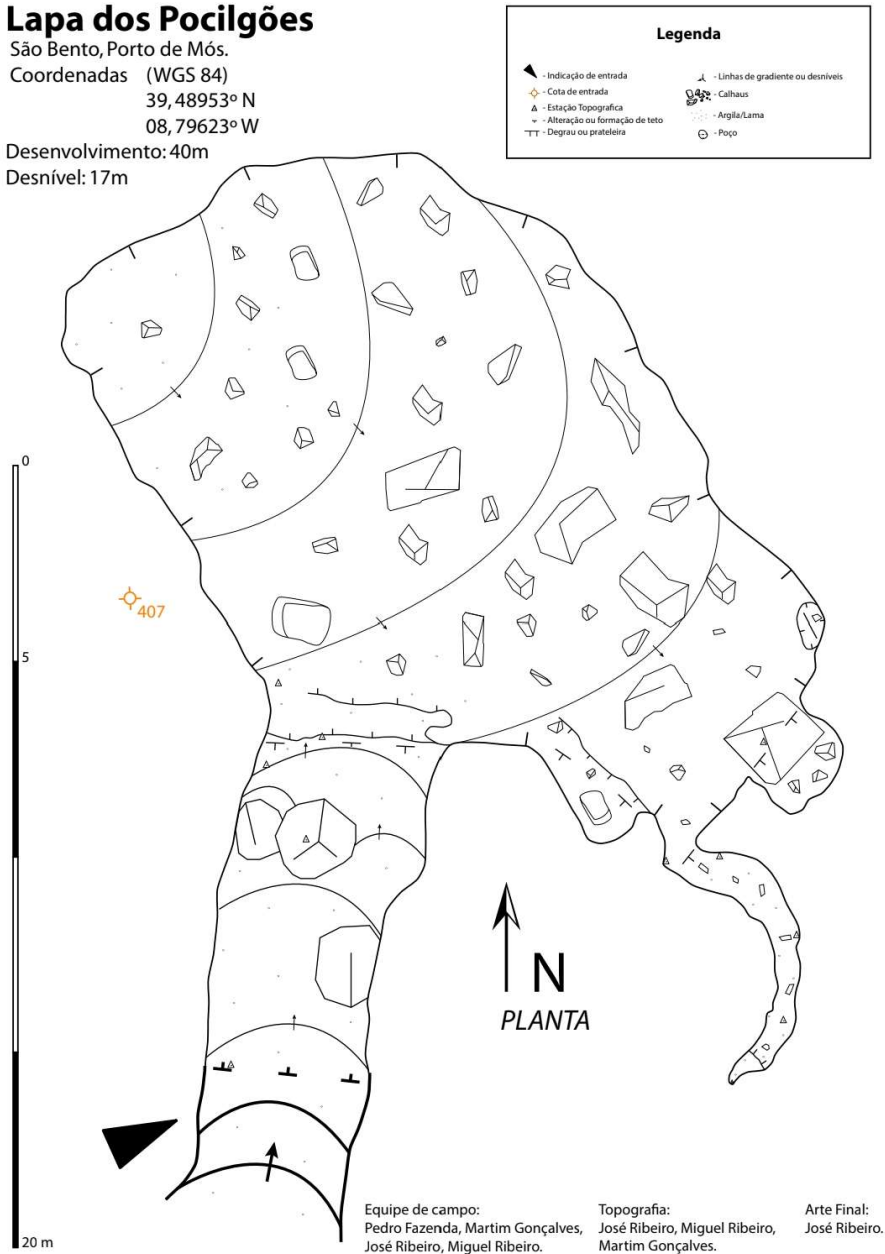 Lapa dos Pocilgões
São Bento, Porto de Mós.
Coordenadas (WGS 84)
39,48953º N
08,79623º W
Desenvolvimento: 40m
Desnível: 17m
Legenda
- Indicação de entrada
- Cota de entrada
- Estação Topografica
- Alteração ou formação de teto
- Degrau ou prateleira
- Linhas de gradiente ou desníveis
- Calhaus
- Argila/Lama
- Poço
0
407
5
N
PLANTA
20 m
Equipe de campo:
Pedro Fazenda, Martim Gonçalves,
José Ribeiro, Miguel Ribeiro.
Topografia:
José Ribeiro, Miguel Ribeiro,
Martim Gonçalves.
Arte Final:
José Ribeiro.